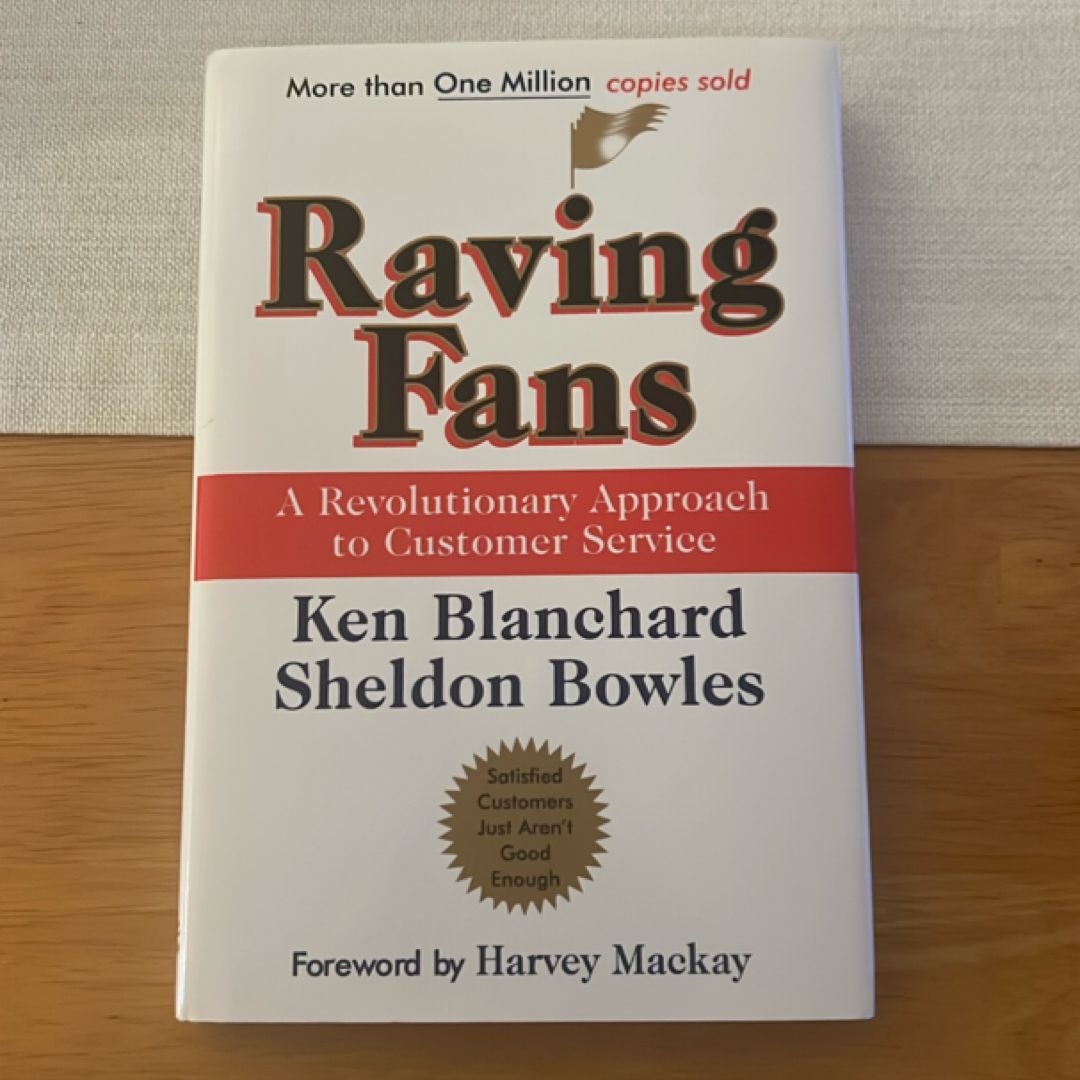 More than One Million copies sold
Raving
Fans
A Revolutionary Approach
to Customer Service
Ken Blanchard
Sheldon Bowles
Satisfied
Customers
Just Aren't
Good
Enough
Foreword by Harvey Mackay